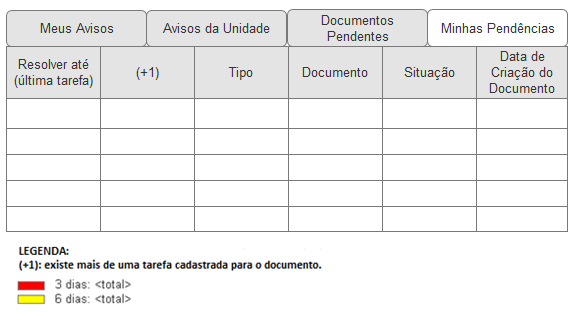 Meus Avisos
Avisos da Unidade
Documentos
Pendentes
Minhas Pendências
Resolver até
(última tarefa)
(+1)
Tipo
Documento
Situação
Data de
Criação do
Documento
LEGENDA:
(+1): existe mais de uma tarefa cadastrada para o documento.
3 dias: <total>
6 dias: <total>